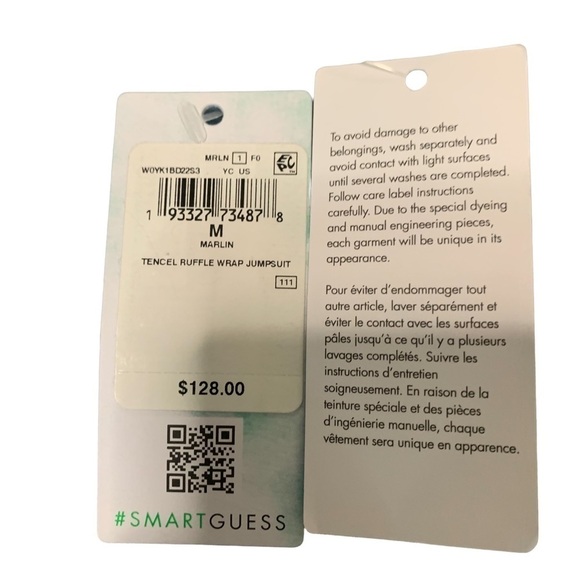 MRLN 1 F0
W0YK1BD22S3 YC US
EPC
1 93327 73487 8
M
MARLIN
TENCEL RUFFLE WRAP JUMPSUIT
111
$128.00
#SMARTGUESS
To avoid damage to other
belongings, wash separately and
avoid contact with light surfaces
until several washes are completed.
Follow care label instructions
carefully. Due to the special dyeing
and manual engineering pieces,
each garment will be unique in its
appearance.
Pour éviter d'endommager tout
autre article, laver séparément et
éviter le contact avec les surfaces
pâles jusqu'à ce qu'il y a plusieurs
lavages complétés. Suivre les
instructions d'entretien
soigneusement. En raison de la
teinture spéciale et des pièces
d'ingénierie manuelle, chaque
vêtement sera unique en apparence.